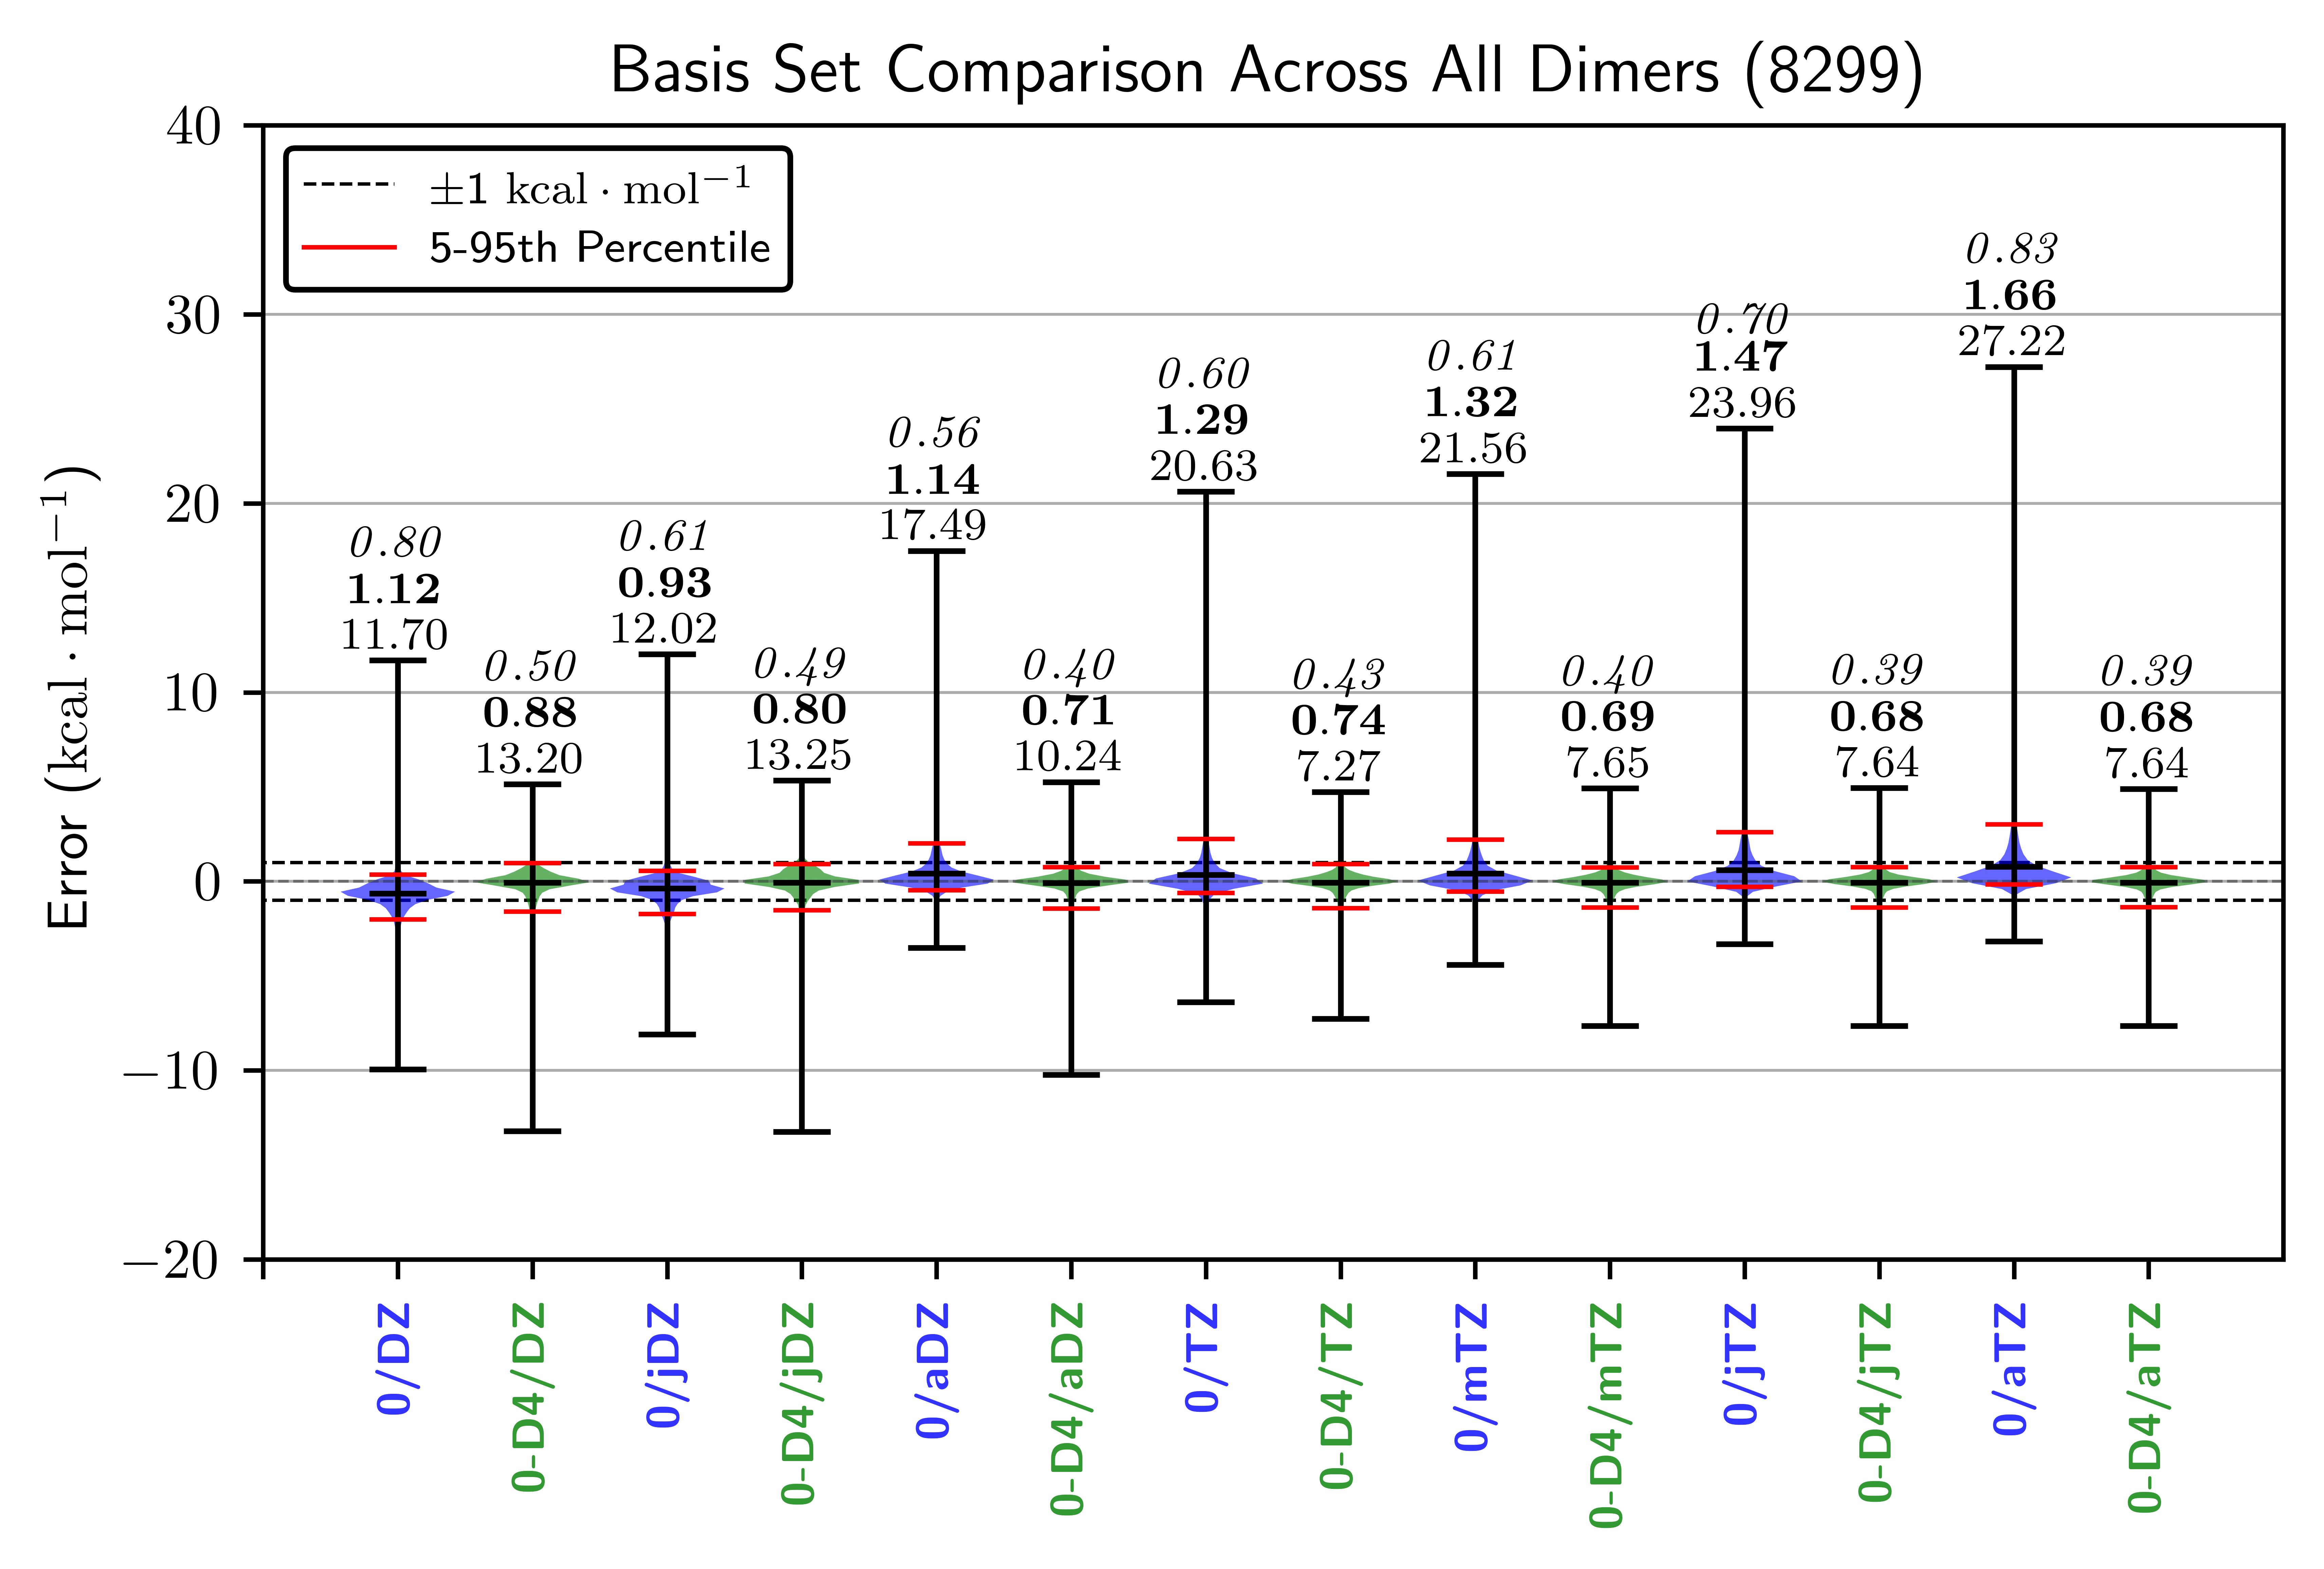 Basis Set Comparison Across All Dimers (8299)
Error (kcal · mol⁻¹)
40
30
20
10
0
−10
−20
±1 kcal · mol⁻¹
5-95th Percentile
0.80
1.12
11.70
0.50
0.88
13.20
0.61
0.93
12.02
0.49
0.80
13.25
0.56
1.14
17.49
0.40
0.71
10.24
0.60
1.29
20.63
0.43
0.74
7.27
0.61
1.32
21.56
0.40
0.69
7.65
0.70
1.47
23.96
0.39
0.68
7.64
0.83
1.66
27.22
0.39
0.68
7.64
0/DZ
0-D4/DZ
0/jDZ
0-D4/jDZ
0/aDZ
0-D4/aDZ
0/TZ
0-D4/TZ
0/mTZ
0-D4/mTZ
0/jTZ
0-D4/jTZ
0/aTZ
0-D4/aTZ